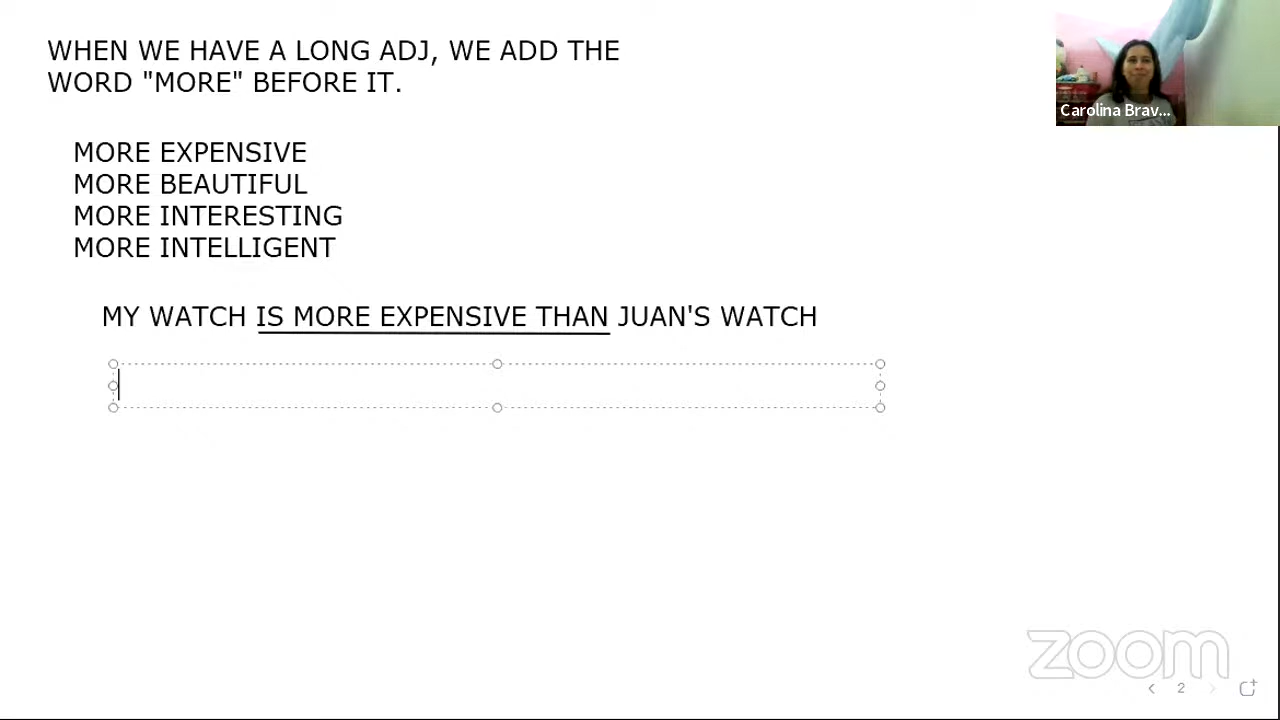 WHEN WE HAVE A LONG ADJ, WE ADD THE
WORD "MORE" BEFORE IT.
Carolina Brav...
MORE EXPENSIVE
MORE BEAUTIFUL
MORE INTERESTING
MORE INTELLIGENT
MY WATCH IS MORE EXPENSIVE THAN JUAN'S WATCH
zoom
2